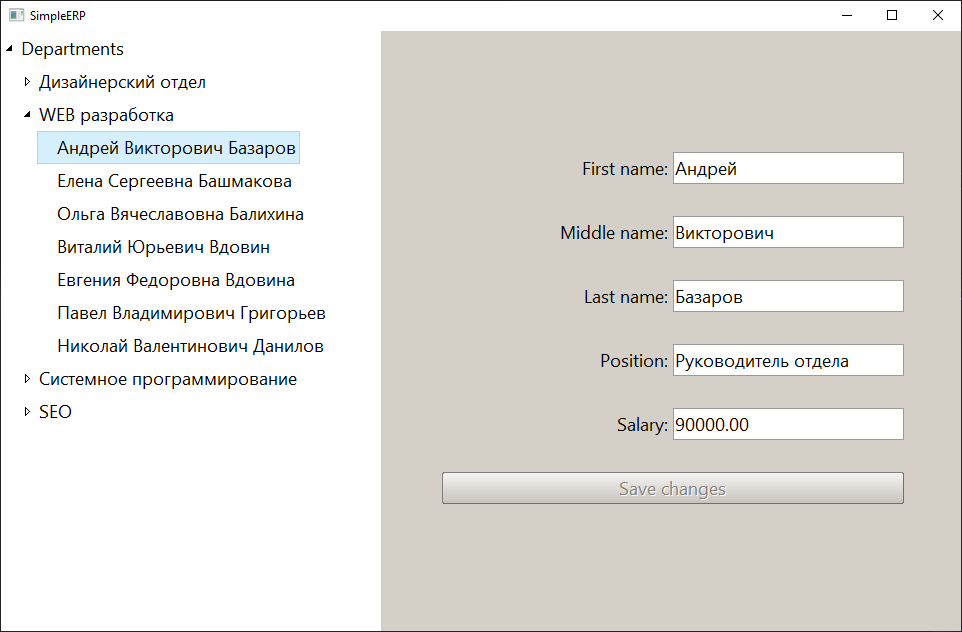 SimpleERP
Departments
Дизайнерский отдел
WEB разработка
Андрей Викторович Базаров
Елена Сергеевна Башмакова
Ольга Вячеславовна Балихина
Виталий Юрьевич Вдовин
Евгения Федоровна Вдовина
Павел Владимирович Григорьев
Николай Валентинович Данилов
Системное программирование
SEO
First name: Андрей
Middle name: Викторович
Last name: Базаров
Position: Руководитель отдела
Salary: 90000.00
Save changes